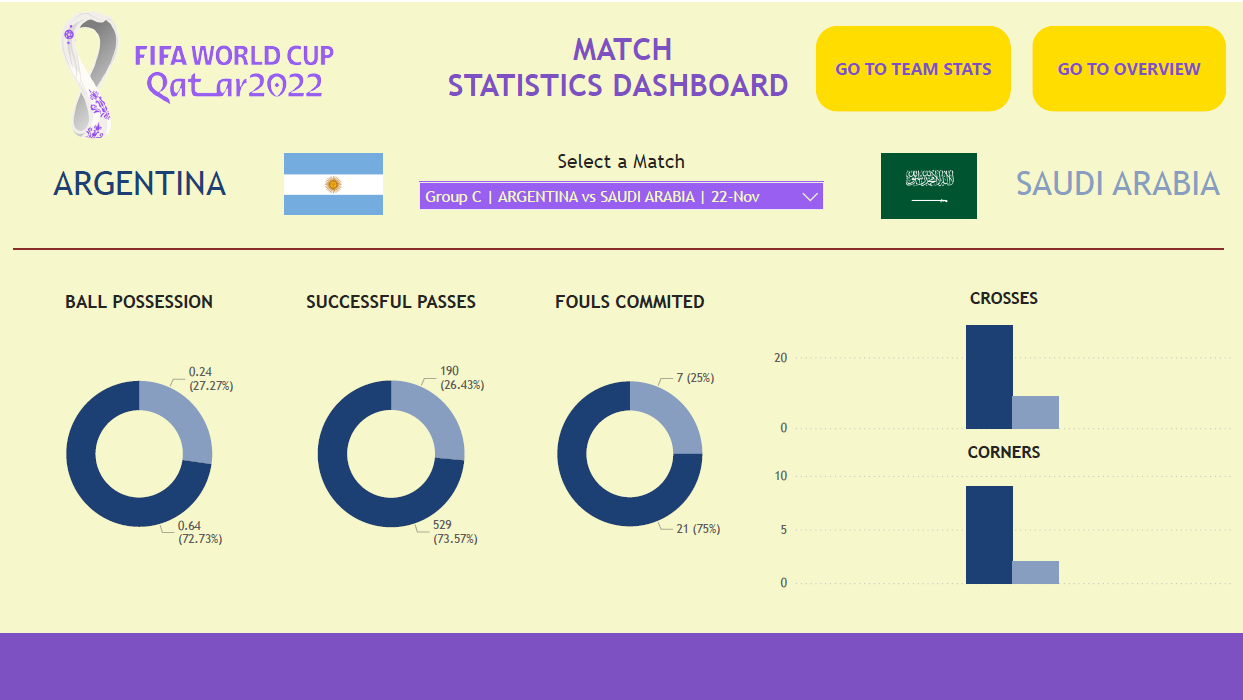 FIFA WORLD CUP
Qatar2022
MATCH
STATISTICS DASHBOARD
GO TO TEAM STATS
GO TO OVERVIEW
ARGENTINA
Select a Match
Group C | ARGENTINA vs SAUDI ARABIA | 22-Nov
SAUDI ARABIA
BALL POSSESSION
0.24
(27.27%)
0.64
(72.73%)
SUCCESSFUL PASSES
190
(26.43%)
529
(73.57%)
FOULS COMMITED
7 (25%)
21 (75%)
CROSSES
20
0
CORNERS
10
5
0